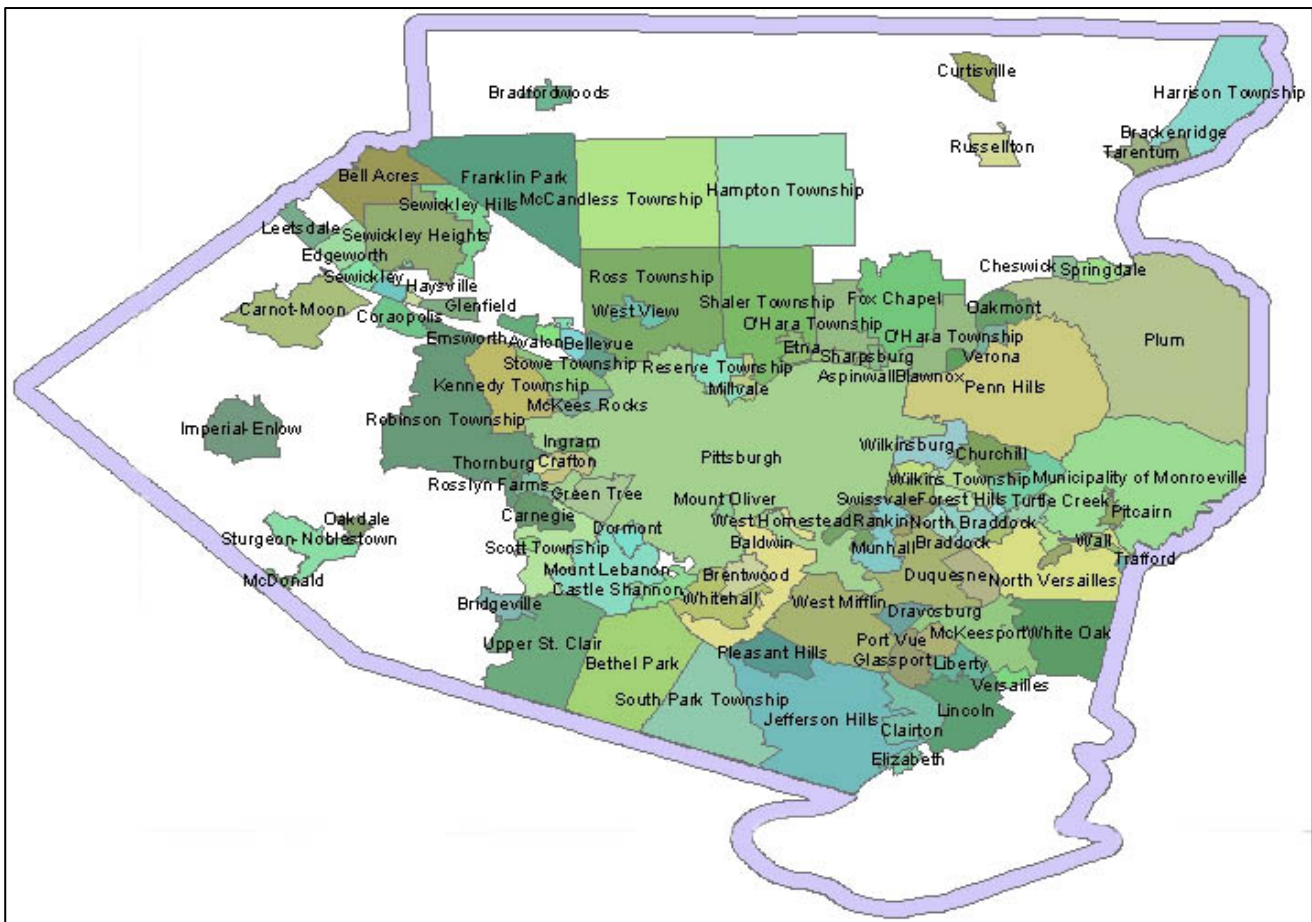 Curtisville
Bradfordwoods
Harrison Township
Brackenridge
Russellton
Tarentum
Bell Acres
Franklin Park
McCandless Township
Hampton Township
Sewickley Hills
Leetsdale
Sewickley Heights
Edgeworth
Sewickley
Haysville
Cheswick
Springdale
Ross Township
Carnot-Moon
Glenfield
West View
Shaler Township
Fox Chapel
Oakmont
Coraopolis
O'Hara Township
O'Hara Township
Emsworth
Avalon
Bellevue
Etna
Plum
Stowe Township
Reserve Township
Sharpsburg
Verona
Aspinwall
Blawnox
Kennedy Township
Millvale
Penn Hills
McKees Rocks
Robinson Township
Imperial-Enlow
Ingram
Wilkinsburg
Churchill
Thornburg
Crafton
Pittsburgh
Rosslyn Farms
Wilkins Township
Municipality of Monroeville
Green Tree
Mount Oliver
Swissvale
Forest Hills
Turtle Creek
Pitcairn
Carnegie
Oakdale
Dormont
West Homestead
Rankin
North Braddock
Sturgeon-Noblestown
Scott Township
Baldwin
Munhall
Braddock
Wall
Trafford
McDonald
Mount Lebanon
Brentwood
Duquesne
North Versailles
Castle Shannon
Whitehall
West Mifflin
Bridgeville
Dravosburg
Upper St. Clair
Port Vue
McKeesport
White Oak
Bethel Park
Pleasant Hills
Glassport
Liberty
Versailles
South Park Township
Jefferson Hills
Lincoln
Clairton
Elizabeth